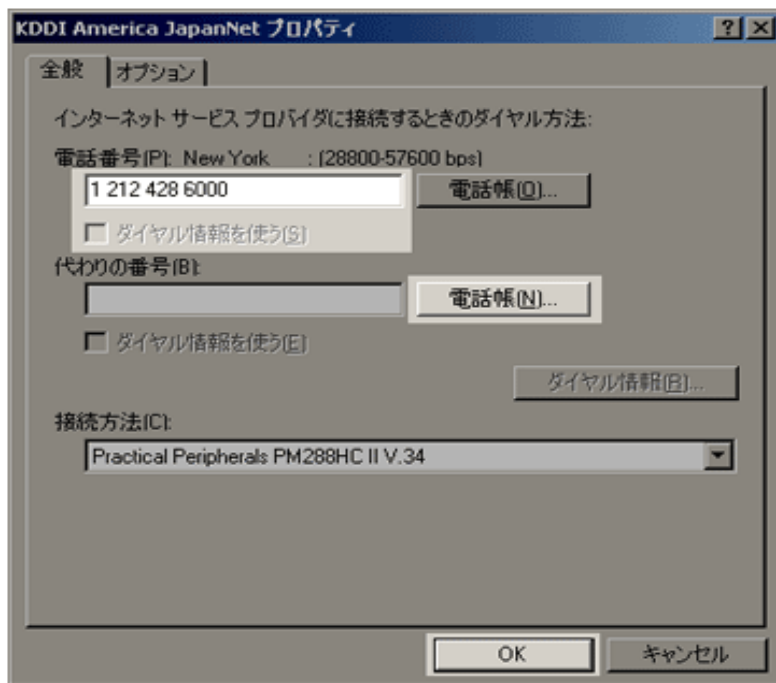 KDDI America JapanNet プロパティ
全般 オプション
インターネット サービス プロバイダに接続するときのダイヤル方法:
電話番号(P): New York : (28800-57600 bps)
1 212 428 6000 電話帳(O)...
ダイヤル情報を使う(S)
代わりの番号(B):
電話帳(N)...
ダイヤル情報を使う(E)
ダイヤル情報(R)...
接続方法(C):
Practical Peripherals PM288HC II V.34
OK キャンセル